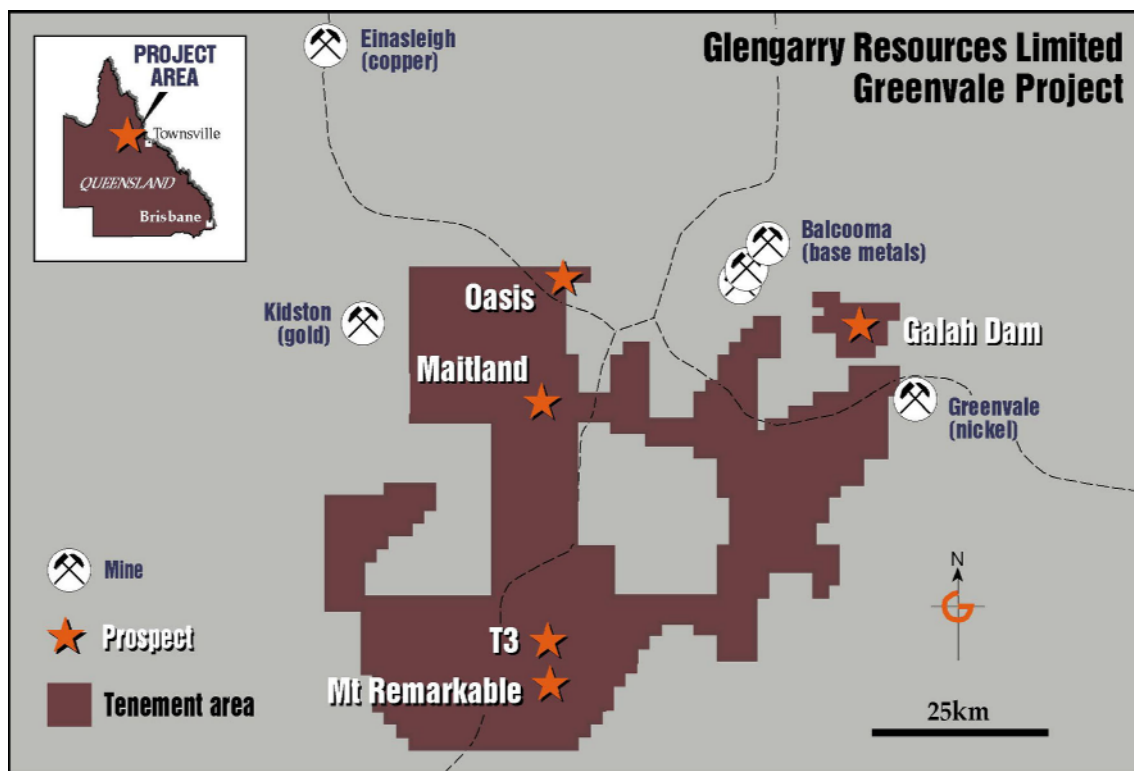 Glengarry Resources Limited
Greenvale Project
PROJECT
AREA
Townsville
QUEENSLAND
Brisbane
Einasleigh
(copper)
Balcooma
(base metals)
Kidston
(gold)
Oasis
Galah Dam
Maitland
Greenvale
(nickel)
T3
Mt Remarkable
Mine
Prospect
Tenement area
N
G
25km